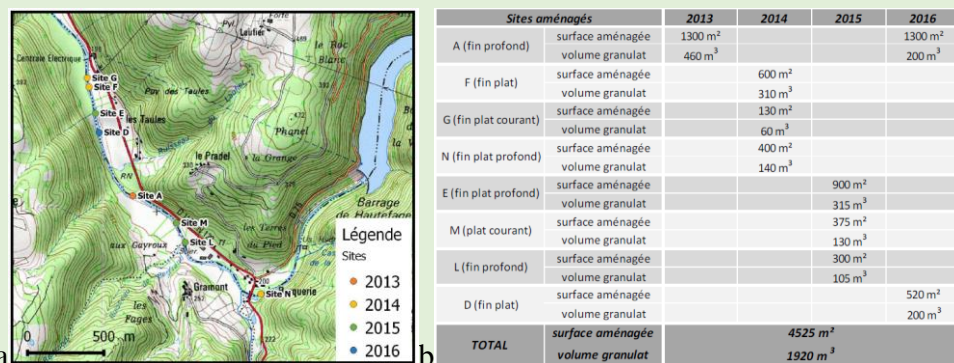 Laufier
le Roc
Blanc
Centrale Electrique
Site G
Site F
Puy des Taules
Site E
les Taules
Site D
Phanel
le Pradel
la Grange
RN
Site A
Barrage
de Hautefage
Site M
les Terres
du Pied
aux Gayroux
Site L
Gramont
Site N
les
Fages
Légende
Sites
2013
2014
2015
2016
0 500 m
a
b
Sites aménagés 2013 2014 2015 2016
A (fin profond) surface aménagée 1300 m² 1300 m²
volume granulat 460 m³ 200 m³
F (fin plat) surface aménagée 600 m²
volume granulat 310 m³
G (fin plat courant) surface aménagée 130 m²
volume granulat 60 m³
N (fin plat profond) surface aménagée 400 m²
volume granulat 140 m³
E (fin plat profond) surface aménagée 900 m²
volume granulat 315 m³
M (plat courant) surface aménagée 375 m²
volume granulat 130 m³
L (fin profond) surface aménagée 300 m²
volume granulat 105 m³
D (fin plat) surface aménagée 520 m²
volume granulat 200 m³
TOTAL surface aménagée 4525 m²
volume granulat 1920 m³